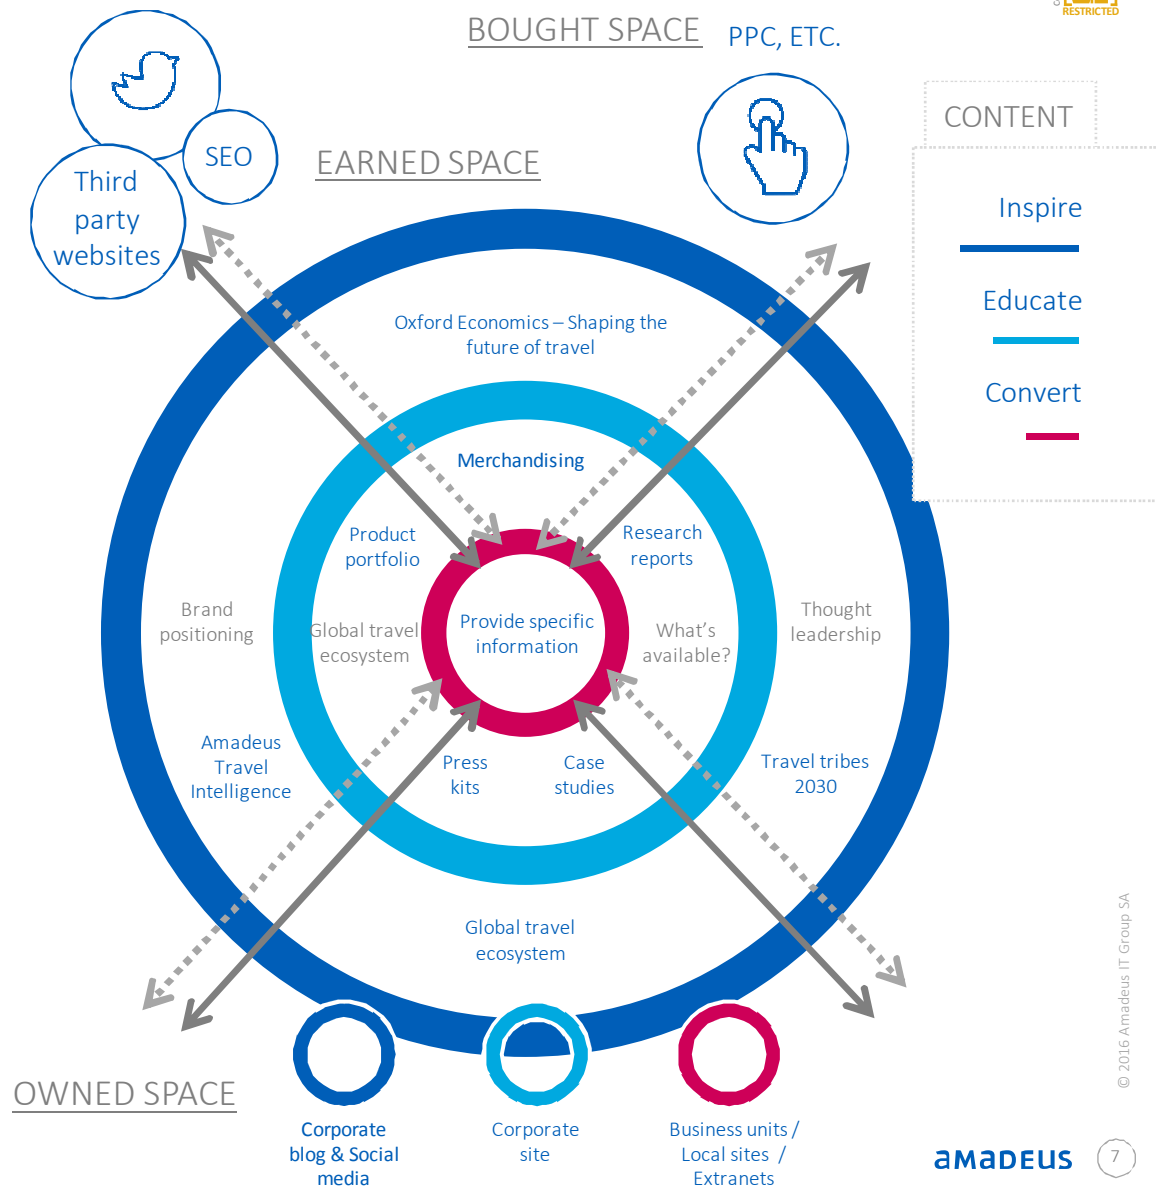 BOUGHT SPACE
PPC, ETC.
RESTRICTED
CONTENT
SEO
EARNED SPACE
Third
party
websites
Inspire
Educate
Convert
Oxford Economics – Shaping the
future of travel
Merchandising
Product
portfolio
Research
reports
Brand
positioning
Global travel
ecosystem
Provide specific
information
What's
available?
Thought
leadership
Amadeus
Travel
Intelligence
Press
kits
Case
studies
Travel tribes
2030
Global travel
ecosystem
© 2016 Amadeus IT Group SA
OWNED SPACE
Corporate
blog & Social
media
Corporate
site
Business units /
Local sites /
Extranets
aMaDEUS
7